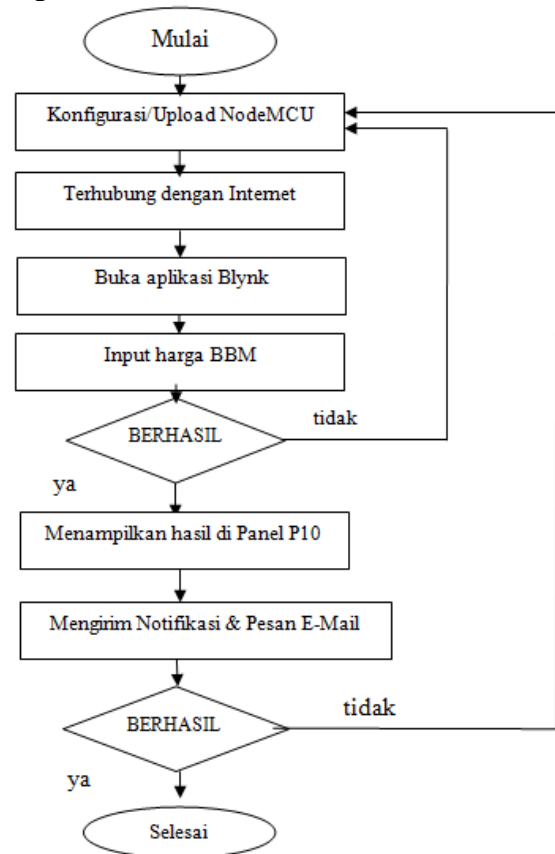 Mulai
Konfigurasi/Upload NodeMCU
Terhubung dengan Internet
Buka aplikasi Blynk
Input harga BBM
BERHASIL
tidak
ya
Menampilkan hasil di Panel P10
Mengirim Notifikasi & Pesan E-Mail
BERHASIL
tidak
ya
Selesai